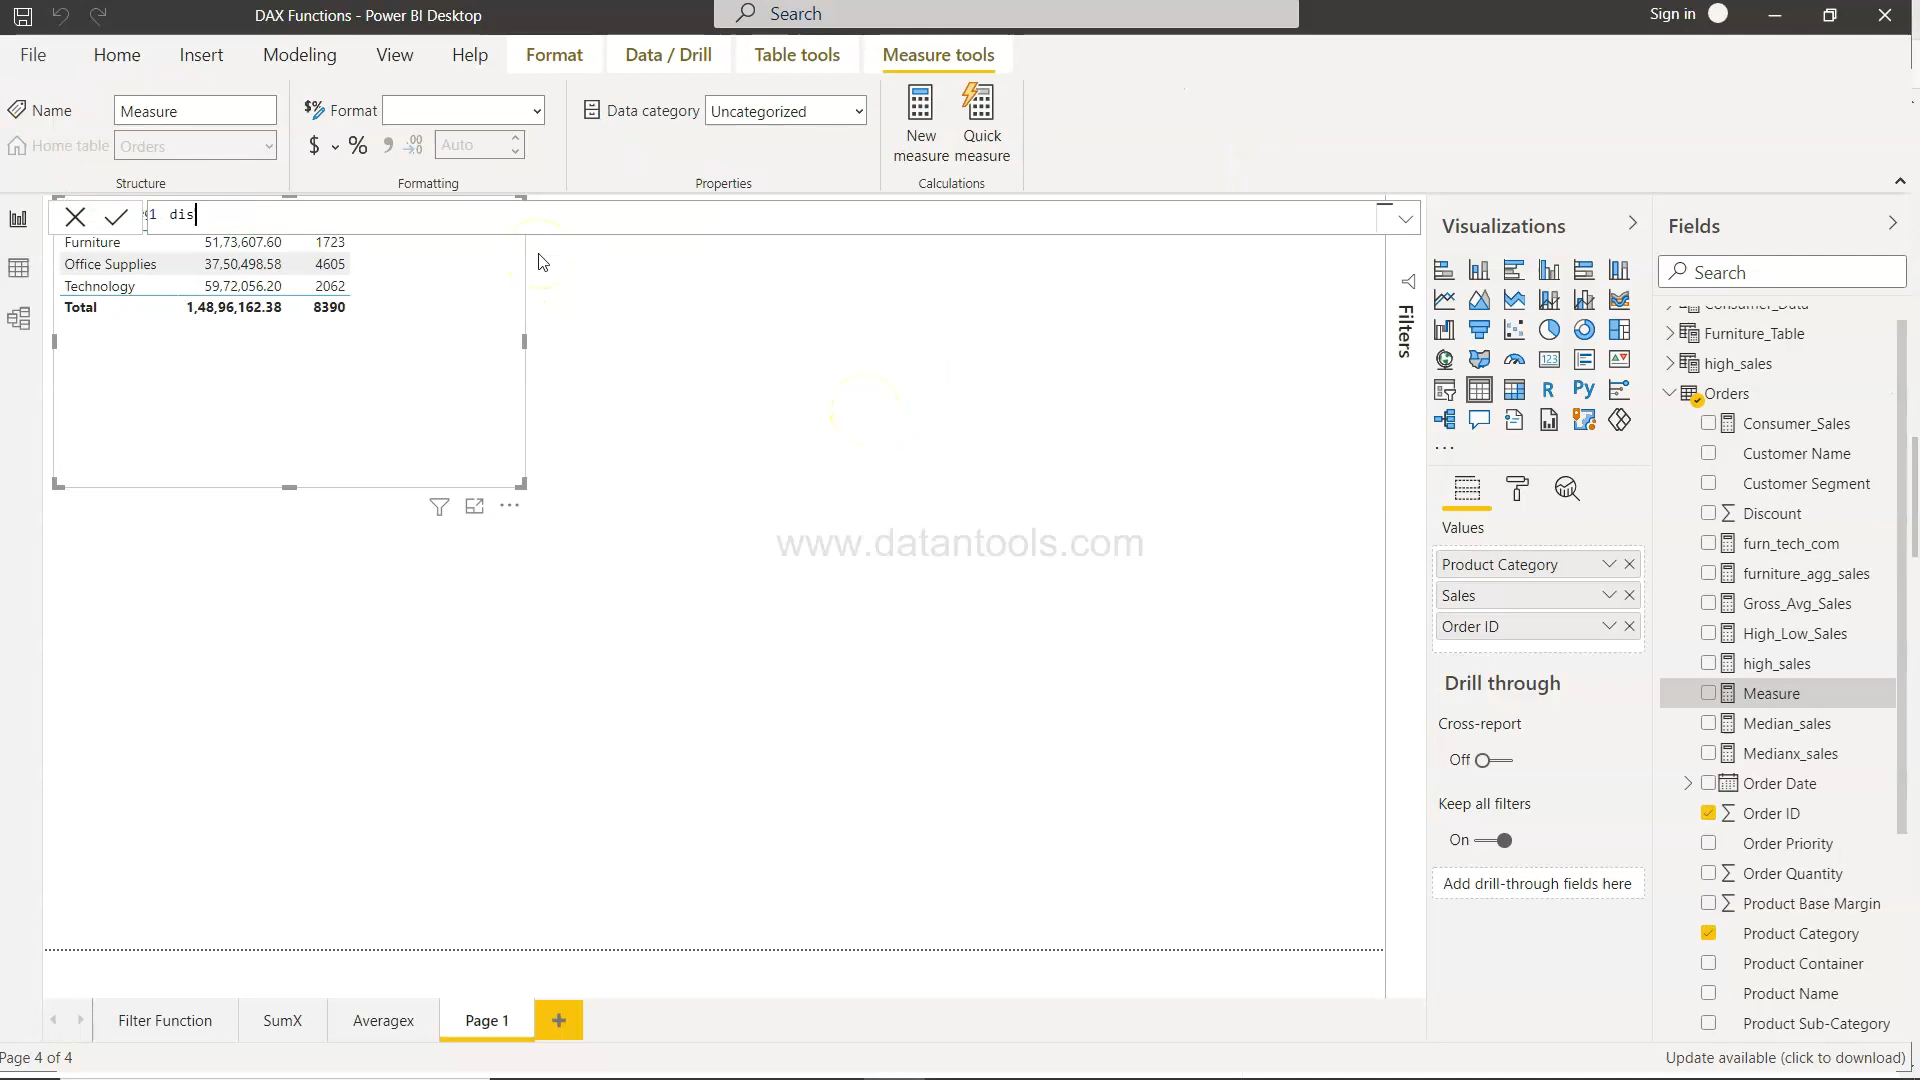 DAX Functions - Power BI Desktop
Search
Sign in
File
Home
Insert
Modeling
View
Help
Format
Data / Drill
Table tools
Measure tools
Name
Measure
Home table
Orders
Structure
Format
$ % 9 .00
Auto
Formatting
Data category
Uncategorized
Properties
New measure
Quick measure
Calculations
1 dis
Furniture 51,73,607.60 1723
Office Supplies 37,50,498.58 4605
Technology 59,72,056.20 2062
Total 1,48,96,162.38 8390
www.datantools.com
Filters
Visualizations
123
R
Py
...
Values
Product Category
Sales
Order ID
Drill through
Cross-report
Off
Keep all filters
On
Add drill-through fields here
Fields
Search
Consumer_Data
Furniture_Table
high_sales
Orders
Consumer_Sales
Customer Name
Customer Segment
Discount
furn_tech_com
furniture_agg_sales
Gross_Avg_Sales
High_Low_Sales
high_sales
Measure
Median_sales
Medianx_sales
Order Date
Order ID
Order Priority
Order Quantity
Product Base Margin
Product Category
Product Container
Product Name
Product Sub-Category
Filter Function
SumX
Averagex
Page 1
Page 4 of 4
Update available (click to download)